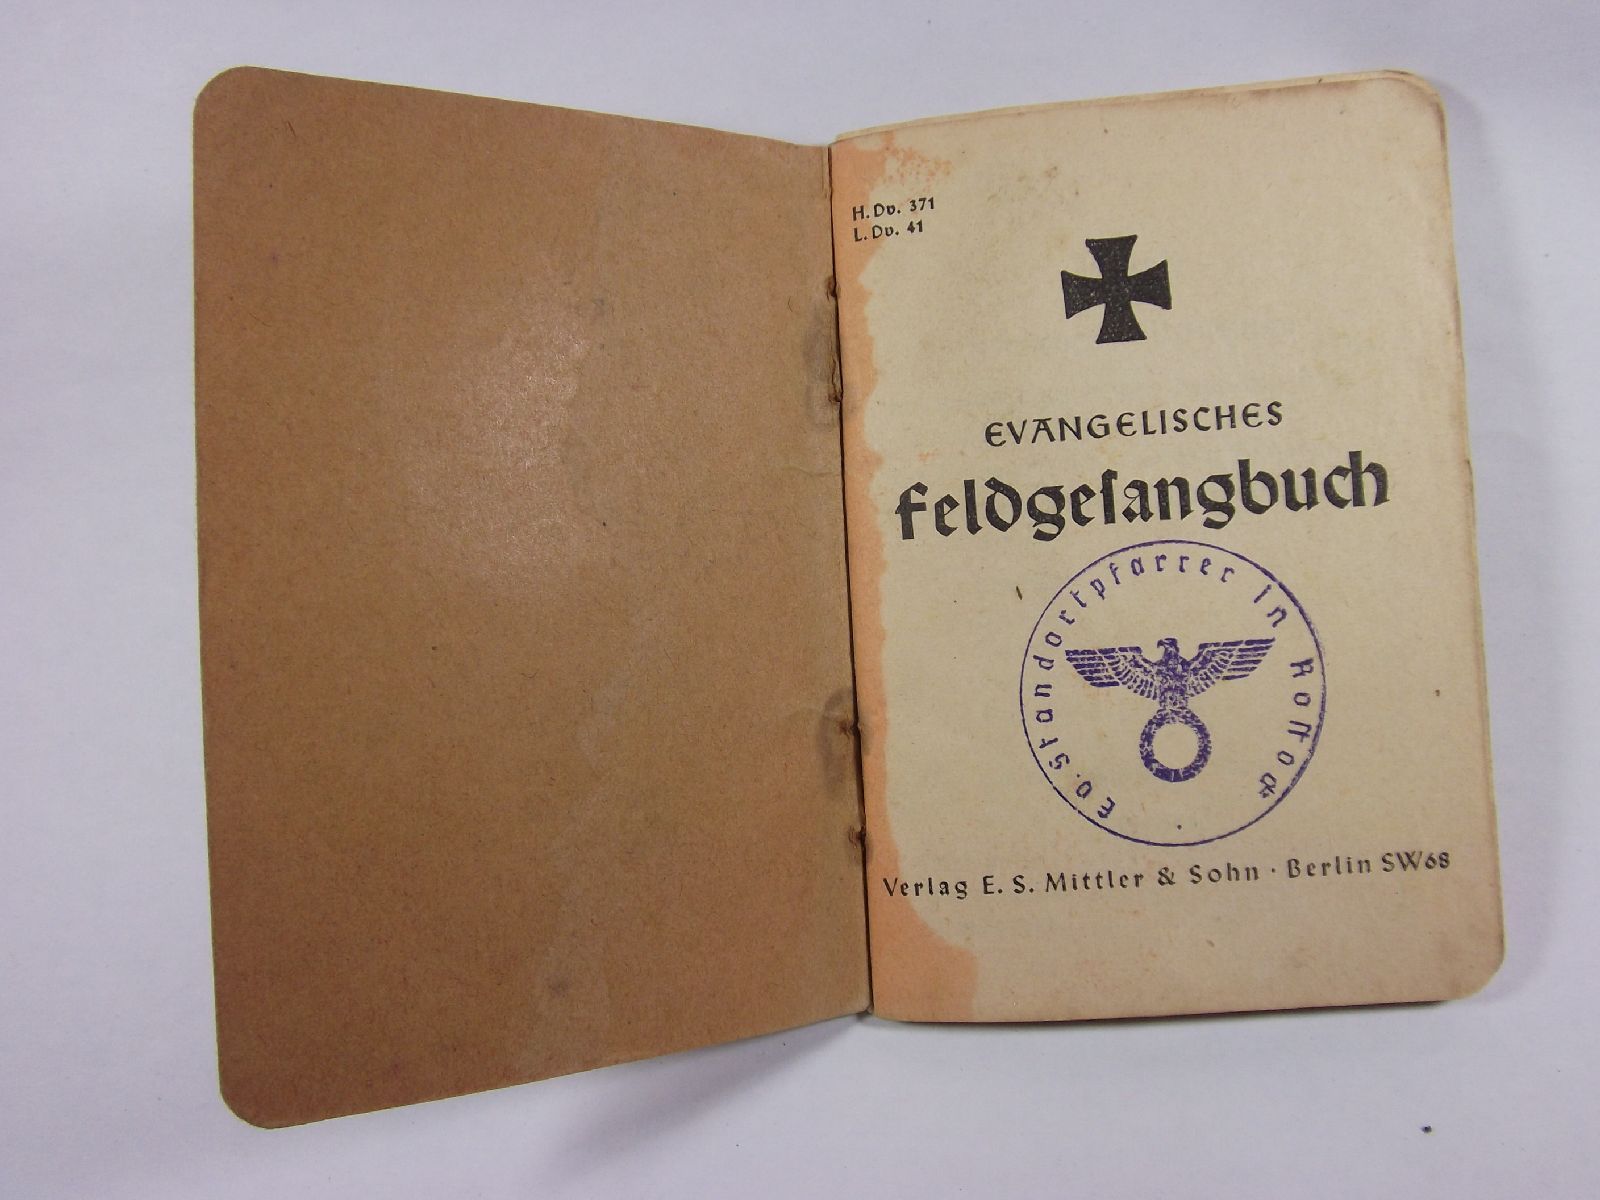 H.Dv. 371
L.Dv. 41
EVANGELISCHES
Feldgeſangbuch
Ev. Standortpfarrer in Roſtock
Verlag E. S. Mittler & Sohn · Berlin SW68